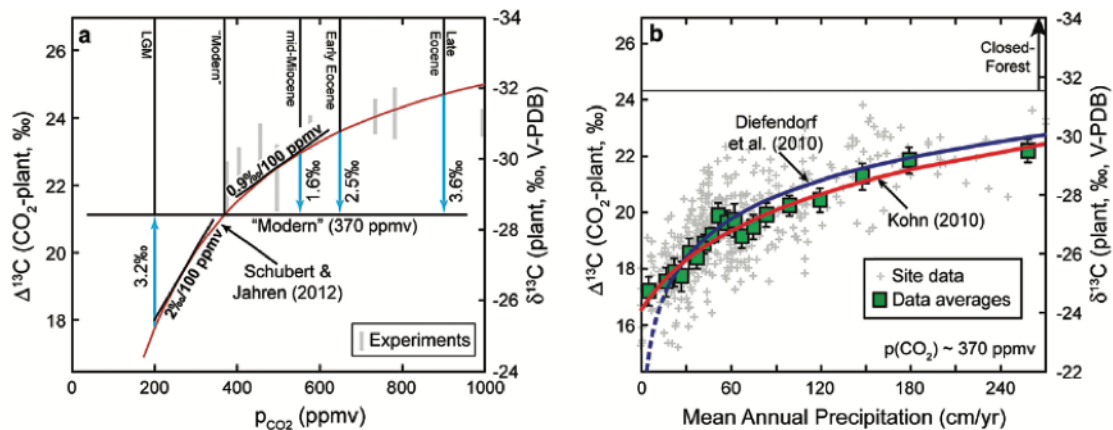 a
26
24
22
20
18
Δ¹³C (CO₂-plant, ‰)
LGM
"Modern"
mid-Miocene
Early Eocene
Late
Eocene
0.9‰/100 ppmv
1.6‰
2.5‰
3.6‰
"Modern" (370 ppmv)
3.2‰
2‰/100 ppmv
Schubert &
Jahren (2012)
Experiments
-34
-32
-30
-28
-26
-24
δ¹³C (plant, ‰, V-PDB)
0 200 400 600 800 1000
pCO2 (ppmv)
b
26
24
22
20
18
16
Δ¹³C (CO₂-plant, ‰)
Closed-
Forest
Diefendorf
et al. (2010)
Kohn (2010)
Site data
Data averages
p(CO₂) ~ 370 ppmv
-34
-32
-30
-28
-26
-24
-22
δ¹³C (plant, ‰, V-PDB)
0 60 120 180 240
Mean Annual Precipitation (cm/yr)